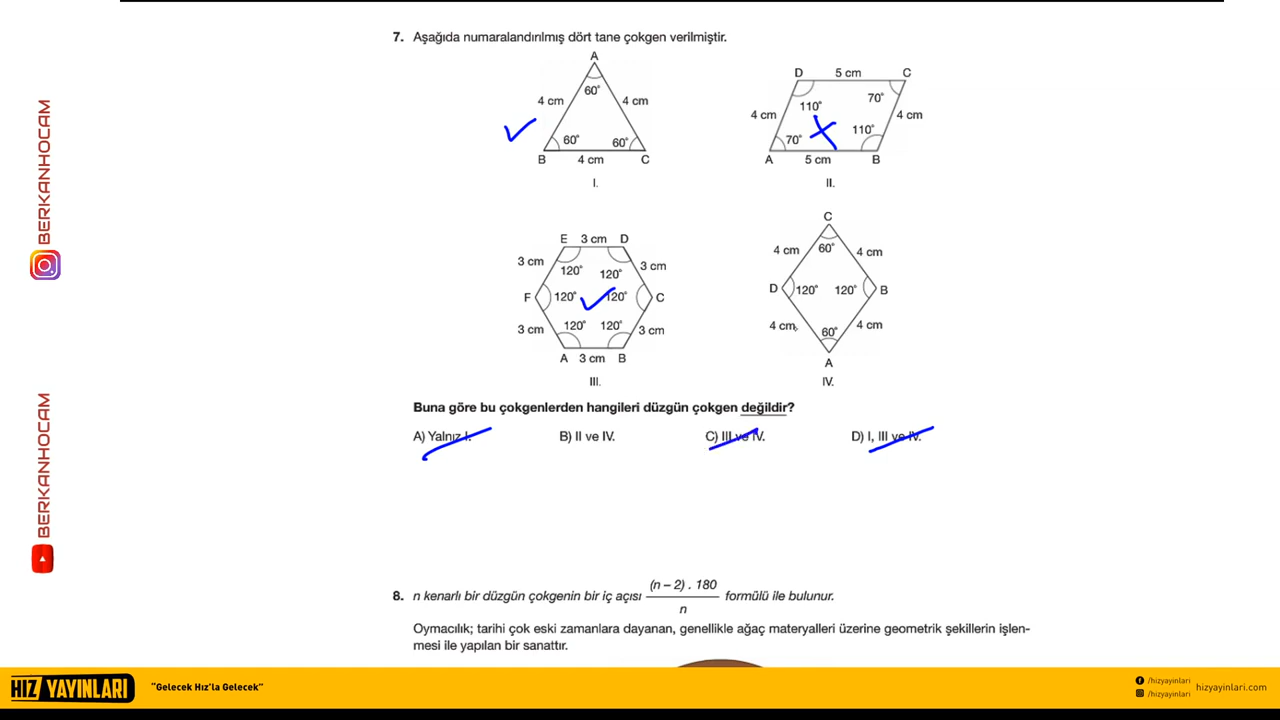 7. Aşağıda numaralandırılmış dört tane çokgen verilmiştir.
A
60°
4 cm 4 cm
60° 60°
B 4 cm C
I.
D 5 cm C
110° 70°
4 cm 4 cm
70° 110°
A 5 cm B
II.
E 3 cm D
3 cm 3 cm
120° 120°
F 120° 120° C
120° 120°
3 cm 3 cm
A 3 cm B
III.
C
4 cm 60° 4 cm
D 120° 120° B
4 cm 60° 4 cm
A
IV.
Buna göre bu çokgenlerden hangileri düzgün çokgen değildir?
A) Yalnız I. B) II ve IV. C) III ve IV. D) I, III ve IV.
8. n kenarlı bir düzgün çokgenin bir iç açısı (n – 2) . 180 / n formülü ile bulunur.
Oymacılık; tarihi çok eski zamanlara dayanan, genellikle ağaç materyalleri üzerine geometrik şekillerin işlen-
mesi ile yapılan bir sanattır.
BERKANHOCAM
BERKANHOCAM
HIZ YAYINLARI
"Gelecek Hız'la Gelecek"
/hizyayinlari
/hizyayinlari
hizyayinlari.com